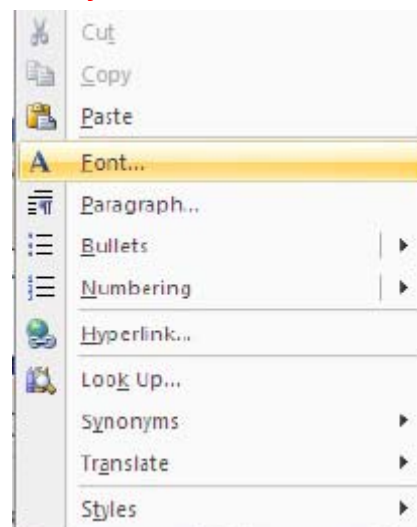 Cut
Copy
Paste
Font...
Paragraph...
Bullets
Numbering
Hyperlink...
Look Up...
Synonyms
Translate
Styles